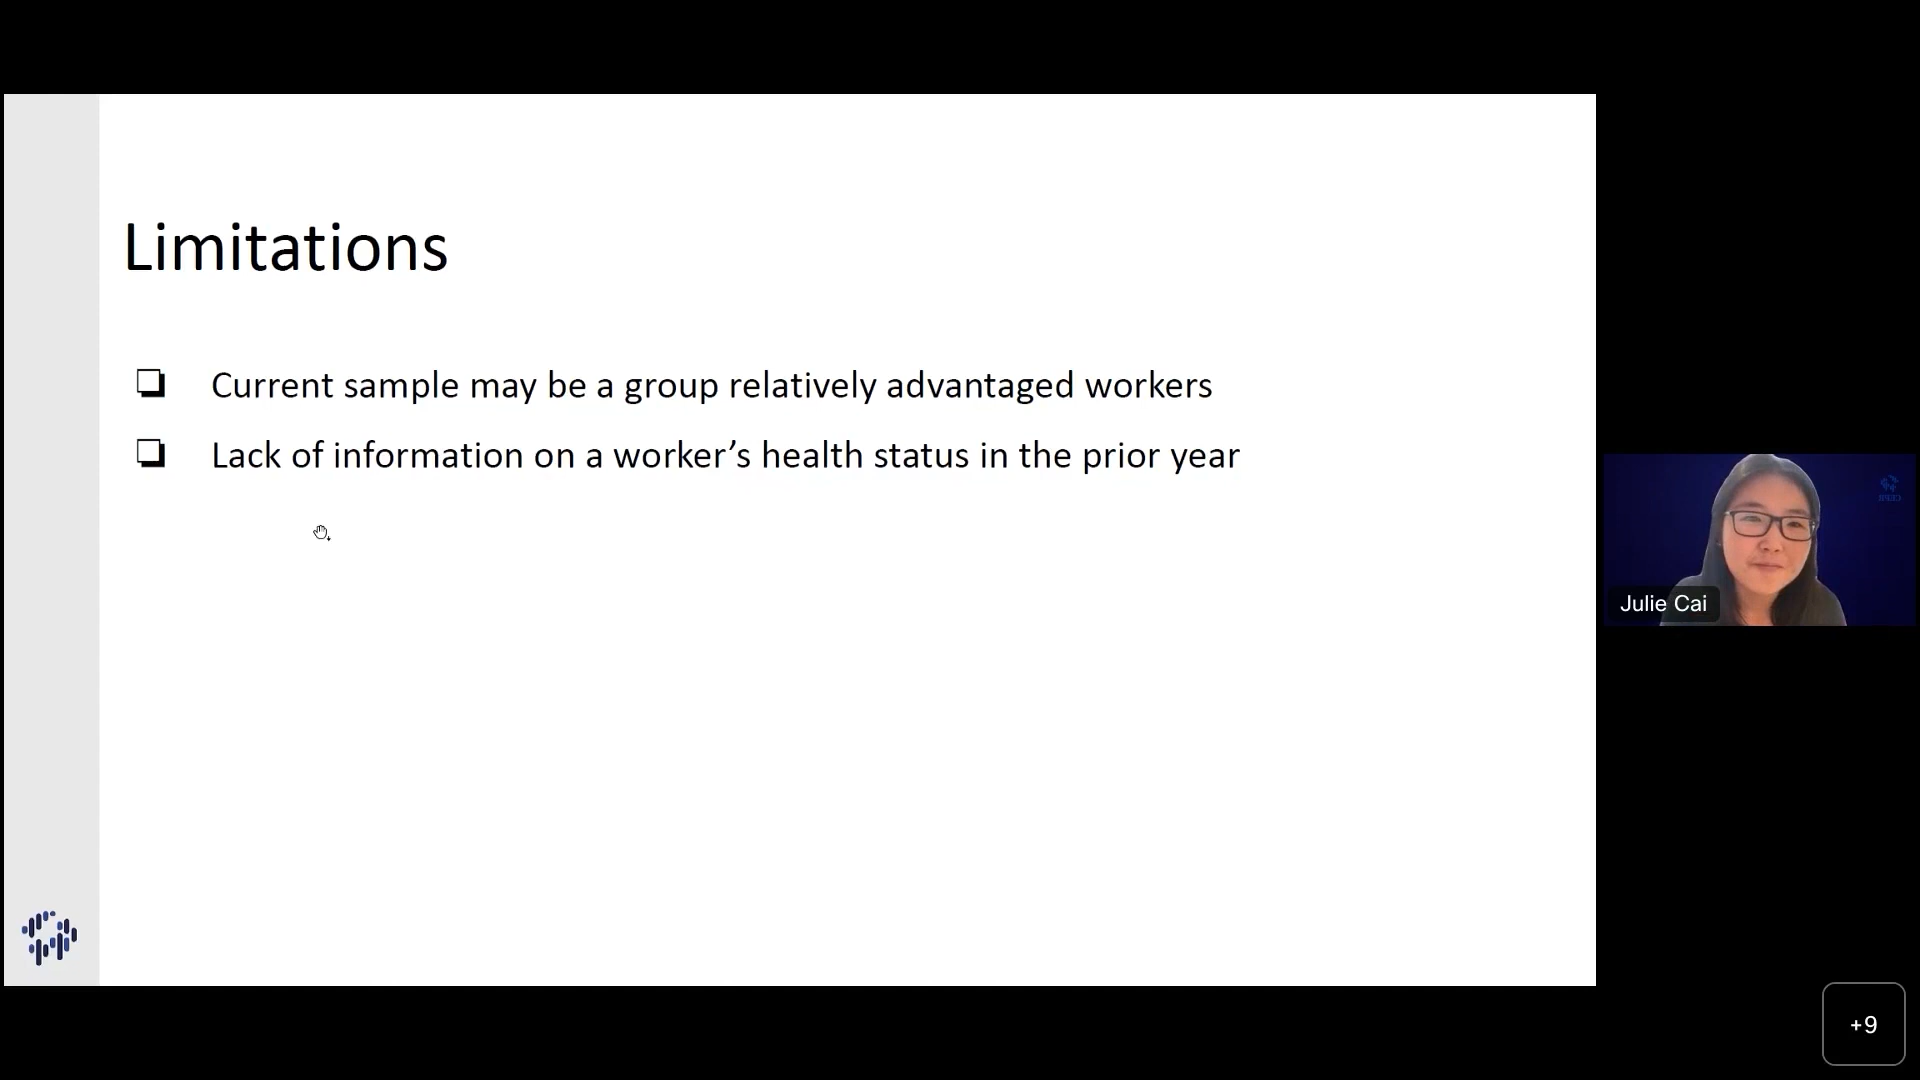 Limitations
Current sample may be a group relatively advantaged workers
Lack of information on a worker’s health status in the prior year
Julie Cai
+9